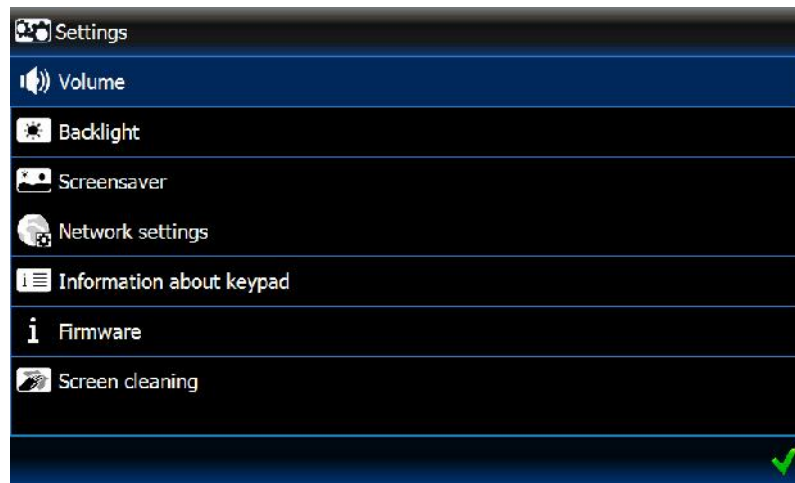 Settings
Volume
Backlight
Screensaver
Network settings
Information about keypad
Firmware
Screen cleaning